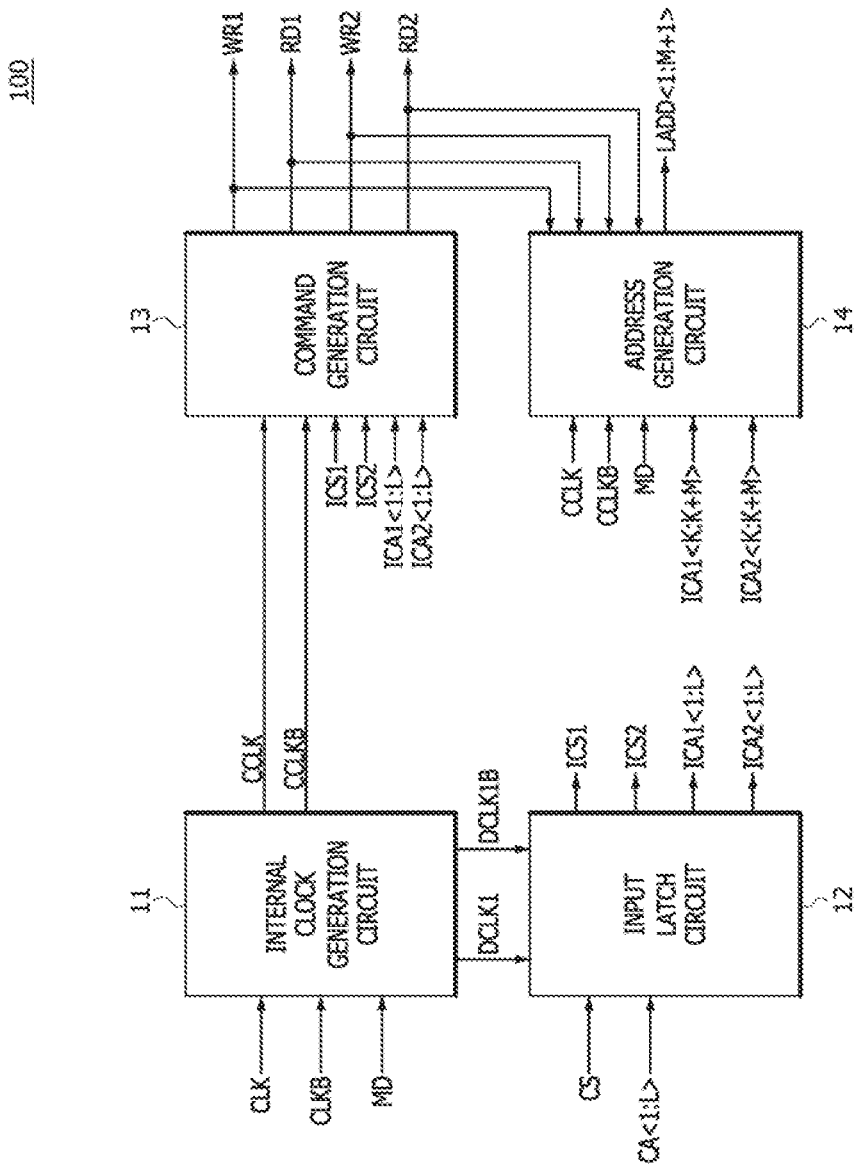 100
11
INTERNAL
CLOCK
GENERATION
CIRCUIT
CLK
CLKB
MD
CCLK
CCLKB
DCLK1
DCLK1B
13
COMMAND
GENERATION
CIRCUIT
ICS1
ICS2
ICA1<1:L>
ICA2<1:L>
WR1
RD1
WR2
RD2
12
INPUT
LATCH
CIRCUIT
CS
CA<1:L>
ICS1
ICS2
ICA1<1:L>
ICA2<1:L>
14
ADDRESS
GENERATION
CIRCUIT
CCLK
CCLKB
MD
ICA1<K:K+M>
ICA2<K:K+M>
LADD<1:M+1>